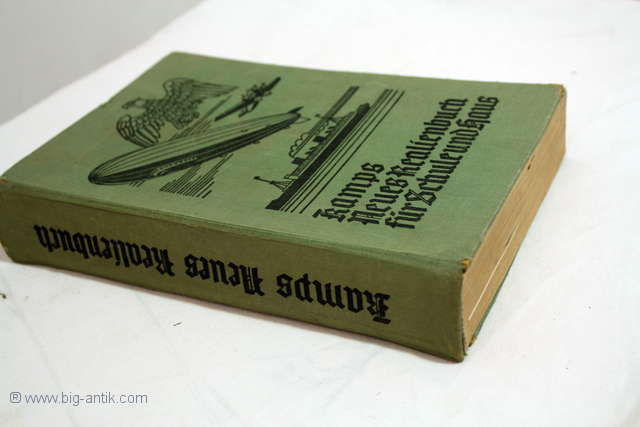 Kamps
Neues Realienbuch
für Schule und Haus
Kamps Neues Realienbuch
® www.big-antik.com